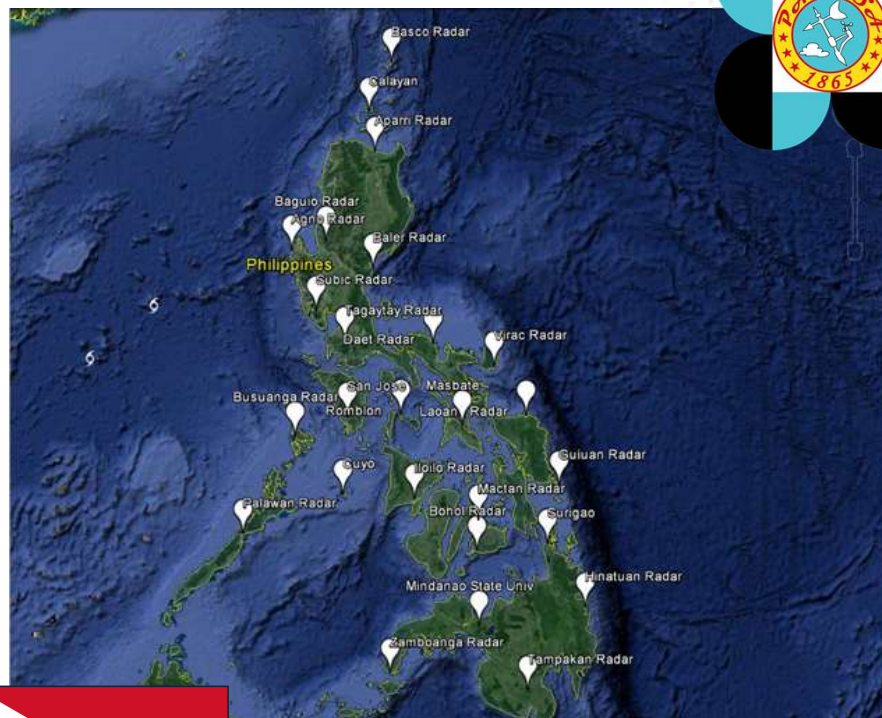 Basco Radar
Calayan
Aparri Radar
Baguio Radar
Agno Radar
Baler Radar
Philippines
Subic Radar
Tagaytay Radar
Daet Radar
Virac Radar
San Jose
Masbate
Busuanga Radar
Romblon
Laoan Radar
Guiuan Radar
Cuyo
Iloilo Radar
Mactan Radar
Palawan Radar
Bohol Radar
Surigao
Hinatuan Radar
Mindanao State Univ
Zamboanga Radar
Tampakan Radar
1865